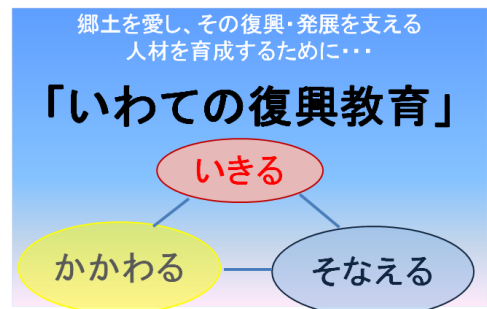 郷土を愛し、その復興・発展を支える
人材を育成するために・・・
「いわての復興教育」
いきる
かかわる
そなえる